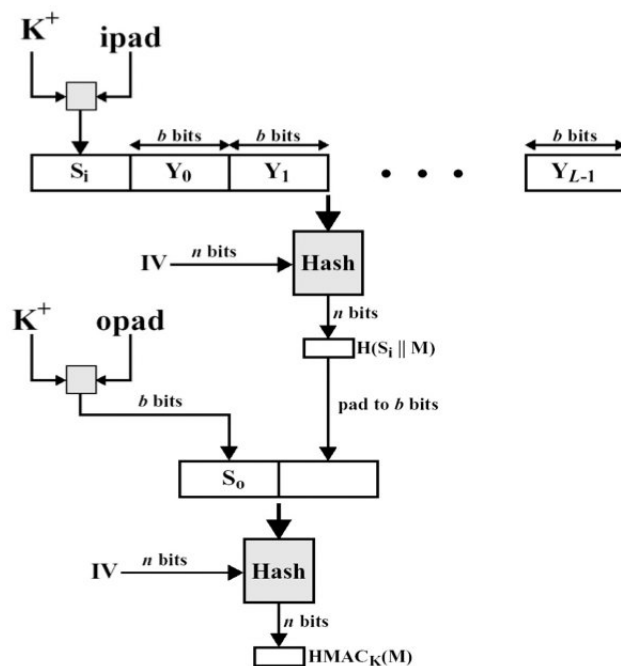 K+ ipad
b bits b bits b bits
Si Y0 Y1 • • • YL-1
IV n bits Hash
n bits
K+ opad H(Si || M)
b bits pad to b bits
So
IV n bits Hash
n bits
HMACK(M)